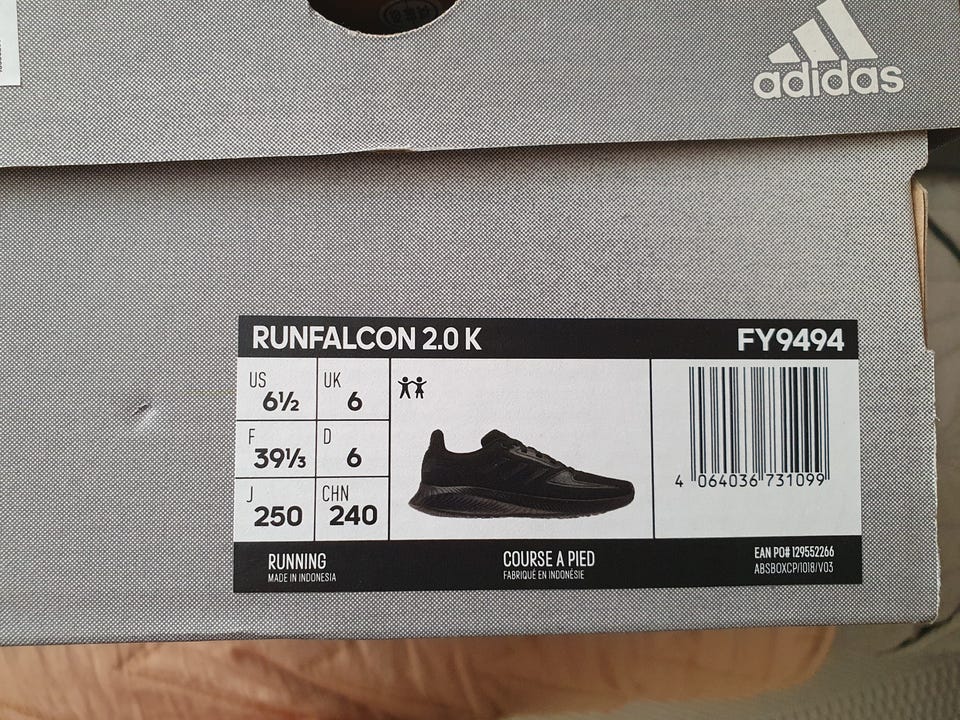 adidas
RUNFALCON 2.0 K FY9494
US 6½ UK 6
F 39⅓ D 6
J 250 CHN 240
4 064036 731099
RUNNING
MADE IN INDONESIA
COURSE A PIED
FABRIQUÉ EN INDONÉSIE
EAN PO# 129552266
ABSBOXCP/1018/V03